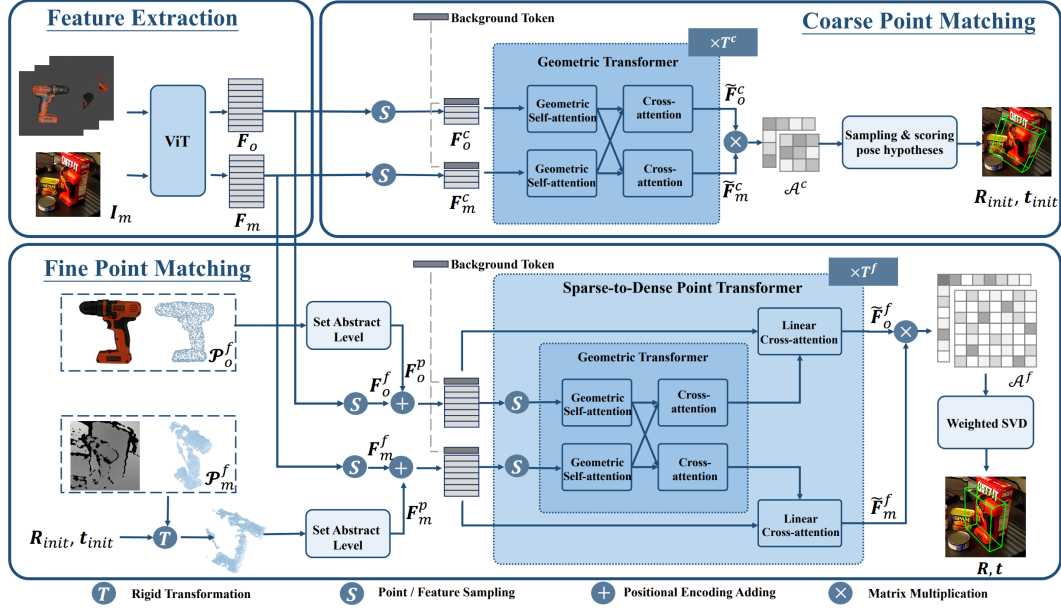 Feature Extraction
ViT
F_o
F_m
I_m
Coarse Point Matching
Background Token
×T^c
Geometric Transformer
S
F_o^c
S
F_m^c
Geometric
Self-attention
Cross-
attention
Geometric
Self-attention
Cross-
attention
F̃_o^c
×
F̃_m^c
𝒜^c
Sampling & scoring
pose hypotheses
R_init, t_init
Fine Point Matching
𝓟_o^f
𝓟_m^f
R_init, t_init
T
Set Abstract
Level
Set Abstract
Level
F_o^f
F_o^p
S
+
F_m^f
S
+
F_m^p
Background Token
×T^f
Sparse-to-Dense Point Transformer
Geometric Transformer
S
Geometric
Self-attention
Cross-
attention
S
Geometric
Self-attention
Cross-
attention
Linear
Cross-attention
Linear
Cross-attention
F̃_o^f
×
F̃_m^f
𝒜^f
Weighted SVD
R, t
T Rigid Transformation
S Point / Feature Sampling
+ Positional Encoding Adding
× Matrix Multiplication